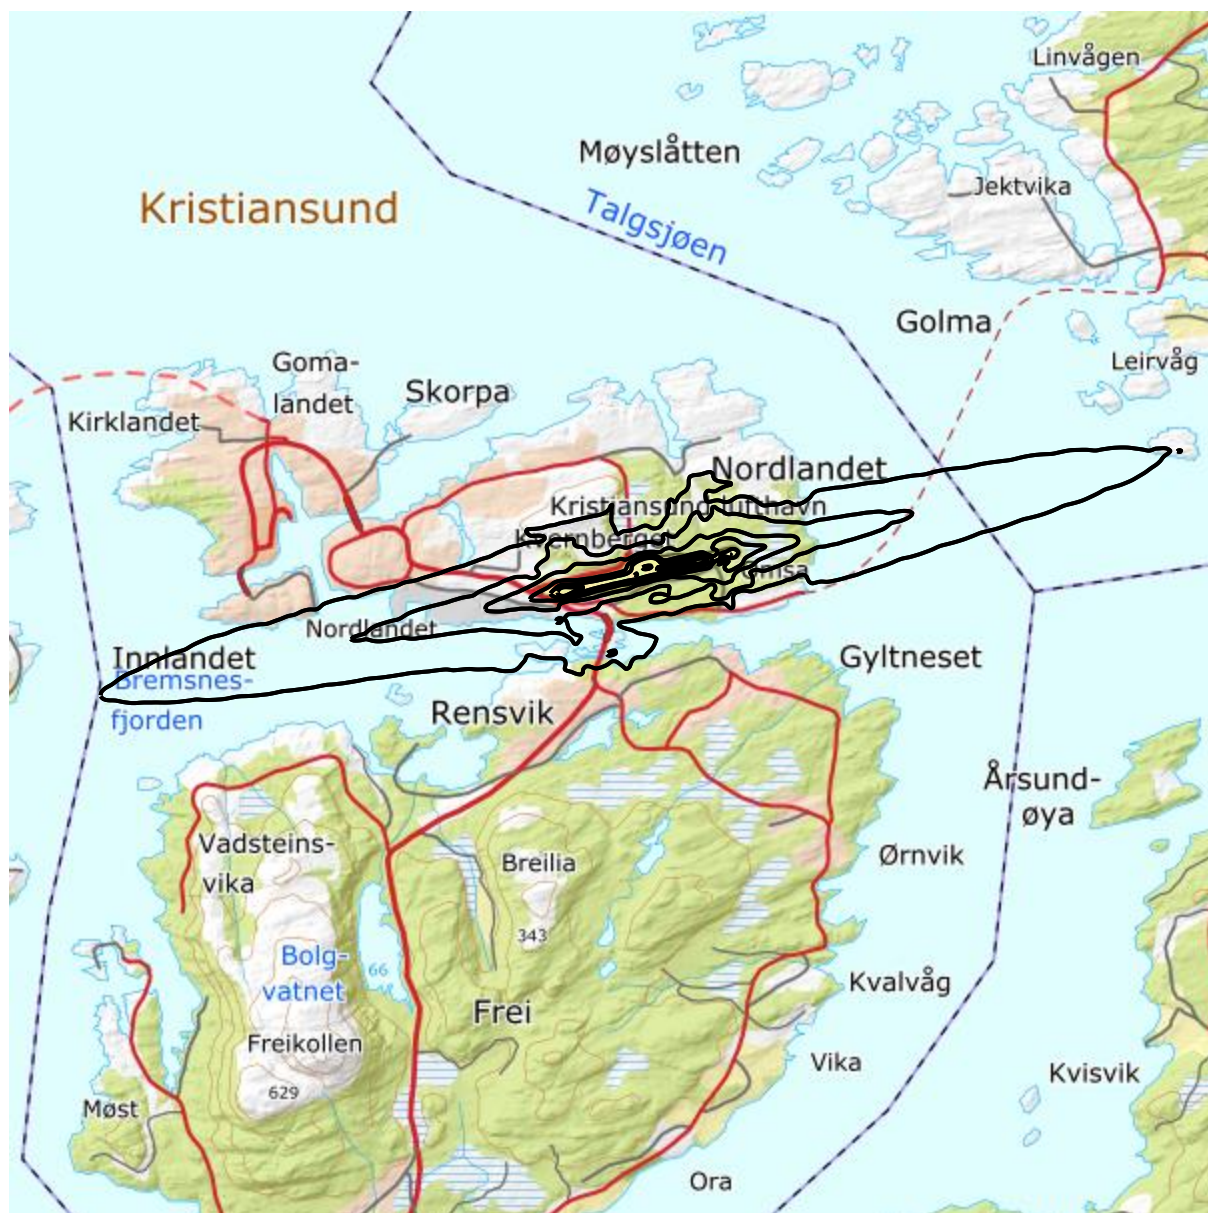 Linvågen
Møyslåtten
Jektvika
Kristiansund
Talgsjøen
Golma
Leirvåg
Goma-
landet
Skorpa
Kirklandet
Nordlandet
Kristiansund lufthavn
Kvernberget
Nordlandet
Innlandet
Bremsnes-
fjorden
Gyltneset
Rensvik
Årsund-
øya
Vadsteins-
vika
Breilia
Ørnvik
343
Bolg-
vatnet
66
Kvalvåg
Frei
Freikollen
Vika
Kvisvik
629
Møst
Ora